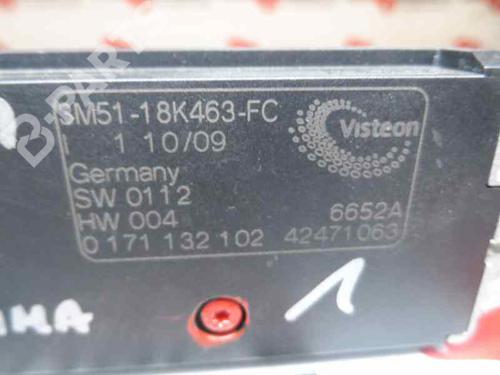 B-PARTS
3M51-18K463-FC
1 10/09
Visteon
Germany
SW 0112
HW 004 6652A
0 171 132 102 42471063
1